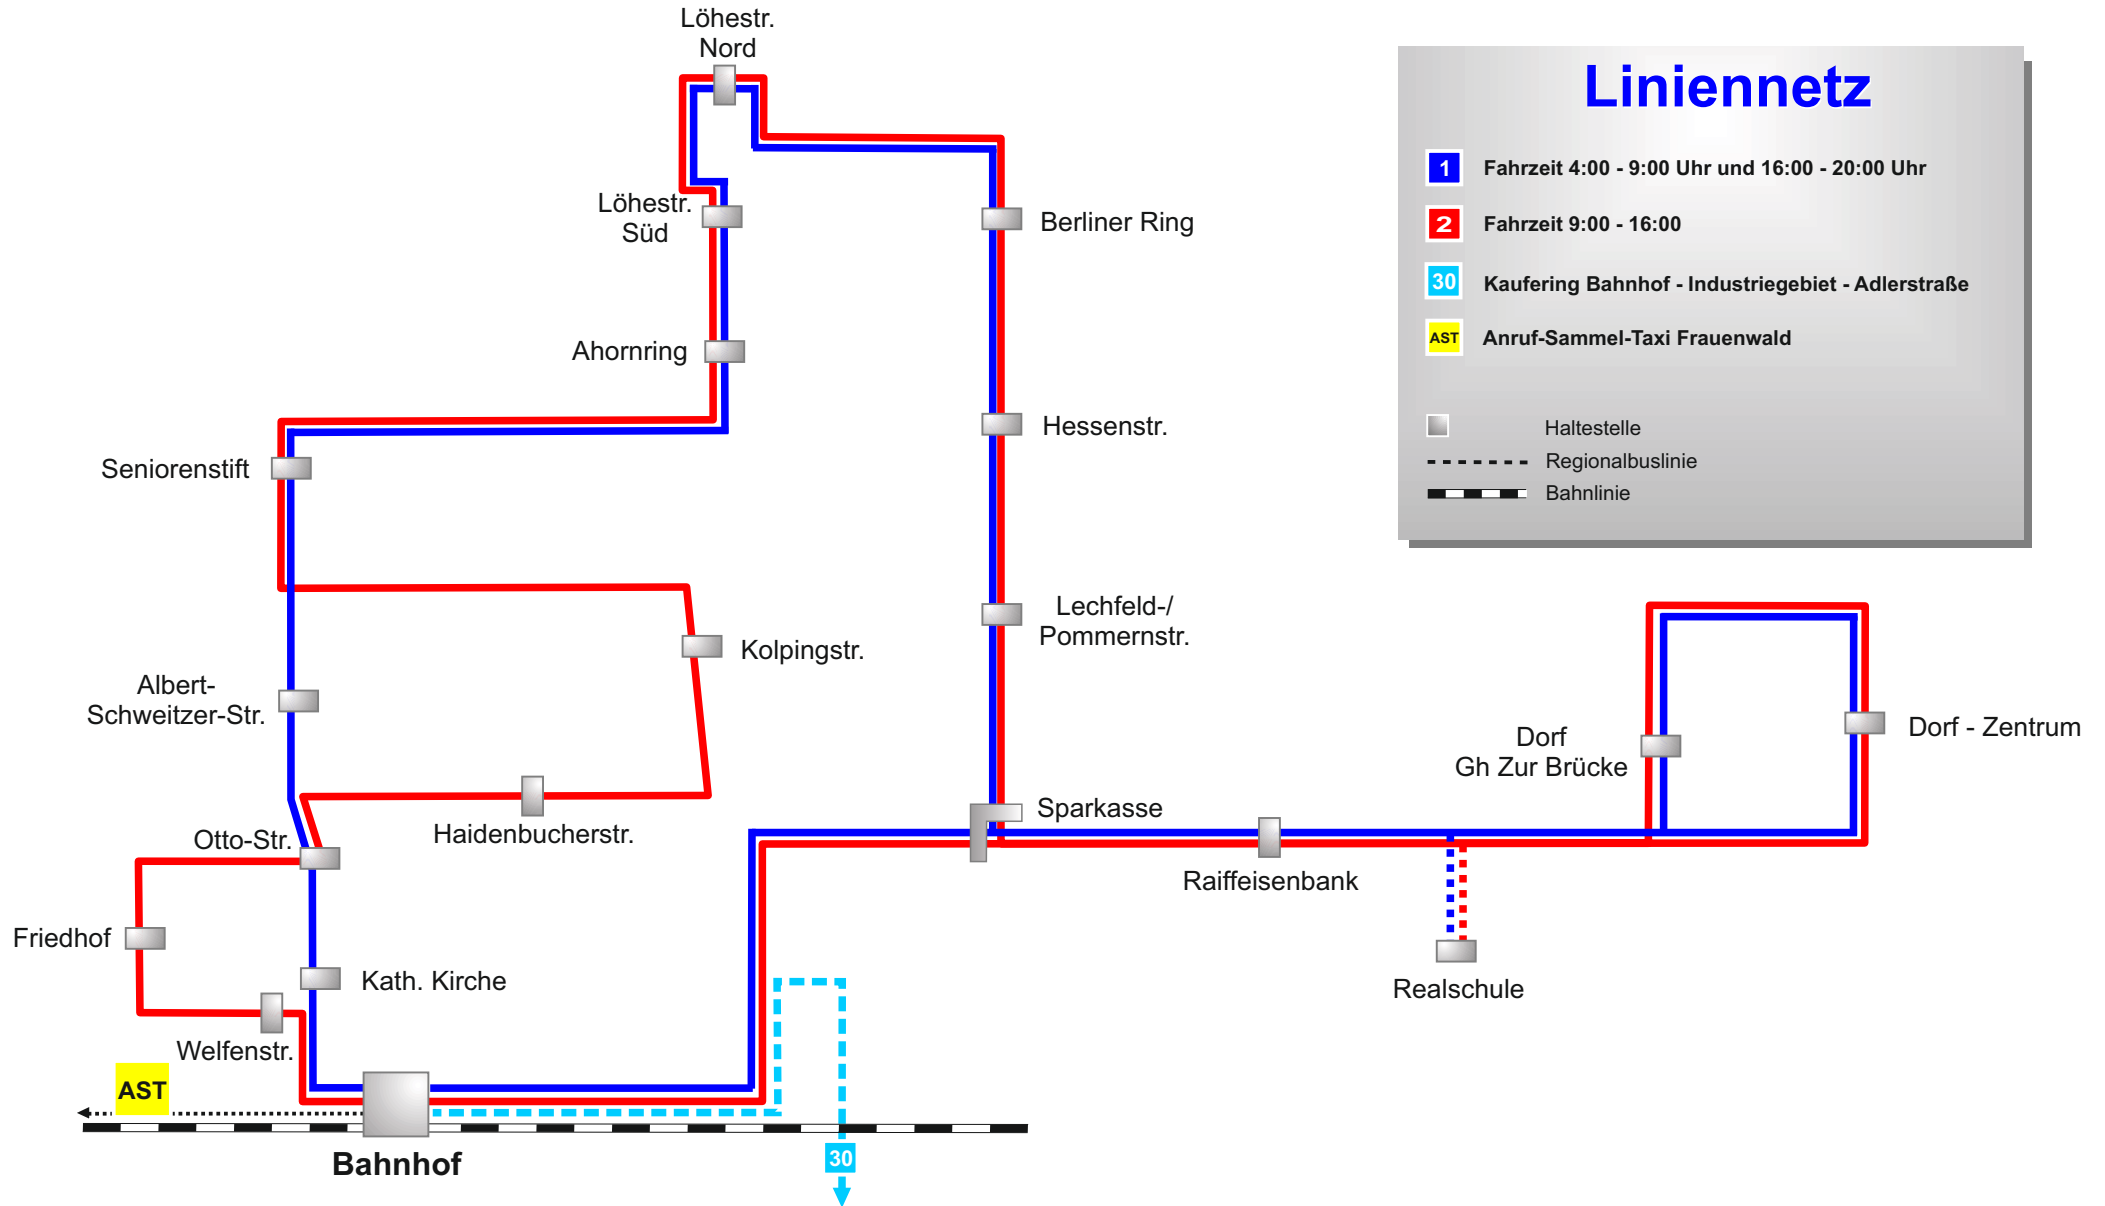 Löhestr.
Nord
Liniennetz
1 Fahrzeit 4:00 - 9:00 Uhr und 16:00 - 20:00 Uhr
2 Fahrzeit 9:00 - 16:00
30 Kaufering Bahnhof - Industriegebiet - Adlerstraße
AST Anruf-Sammel-Taxi Frauenwald
Haltestelle
Regionalbuslinie
Bahnlinie
Löhestr.
Süd
Berliner Ring
Ahornring
Hessenstr.
Seniorenstift
Lechfeld-/
Pommernstr.
Kolpingstr.
Albert-
Schweitzer-Str.
Dorf
Gh Zur Brücke
Dorf - Zentrum
Sparkasse
Otto-Str.
Haidenbucherstr.
Raiffeisenbank
Friedhof
Kath. Kirche
Realschule
Welfenstr.
AST
Bahnhof
30